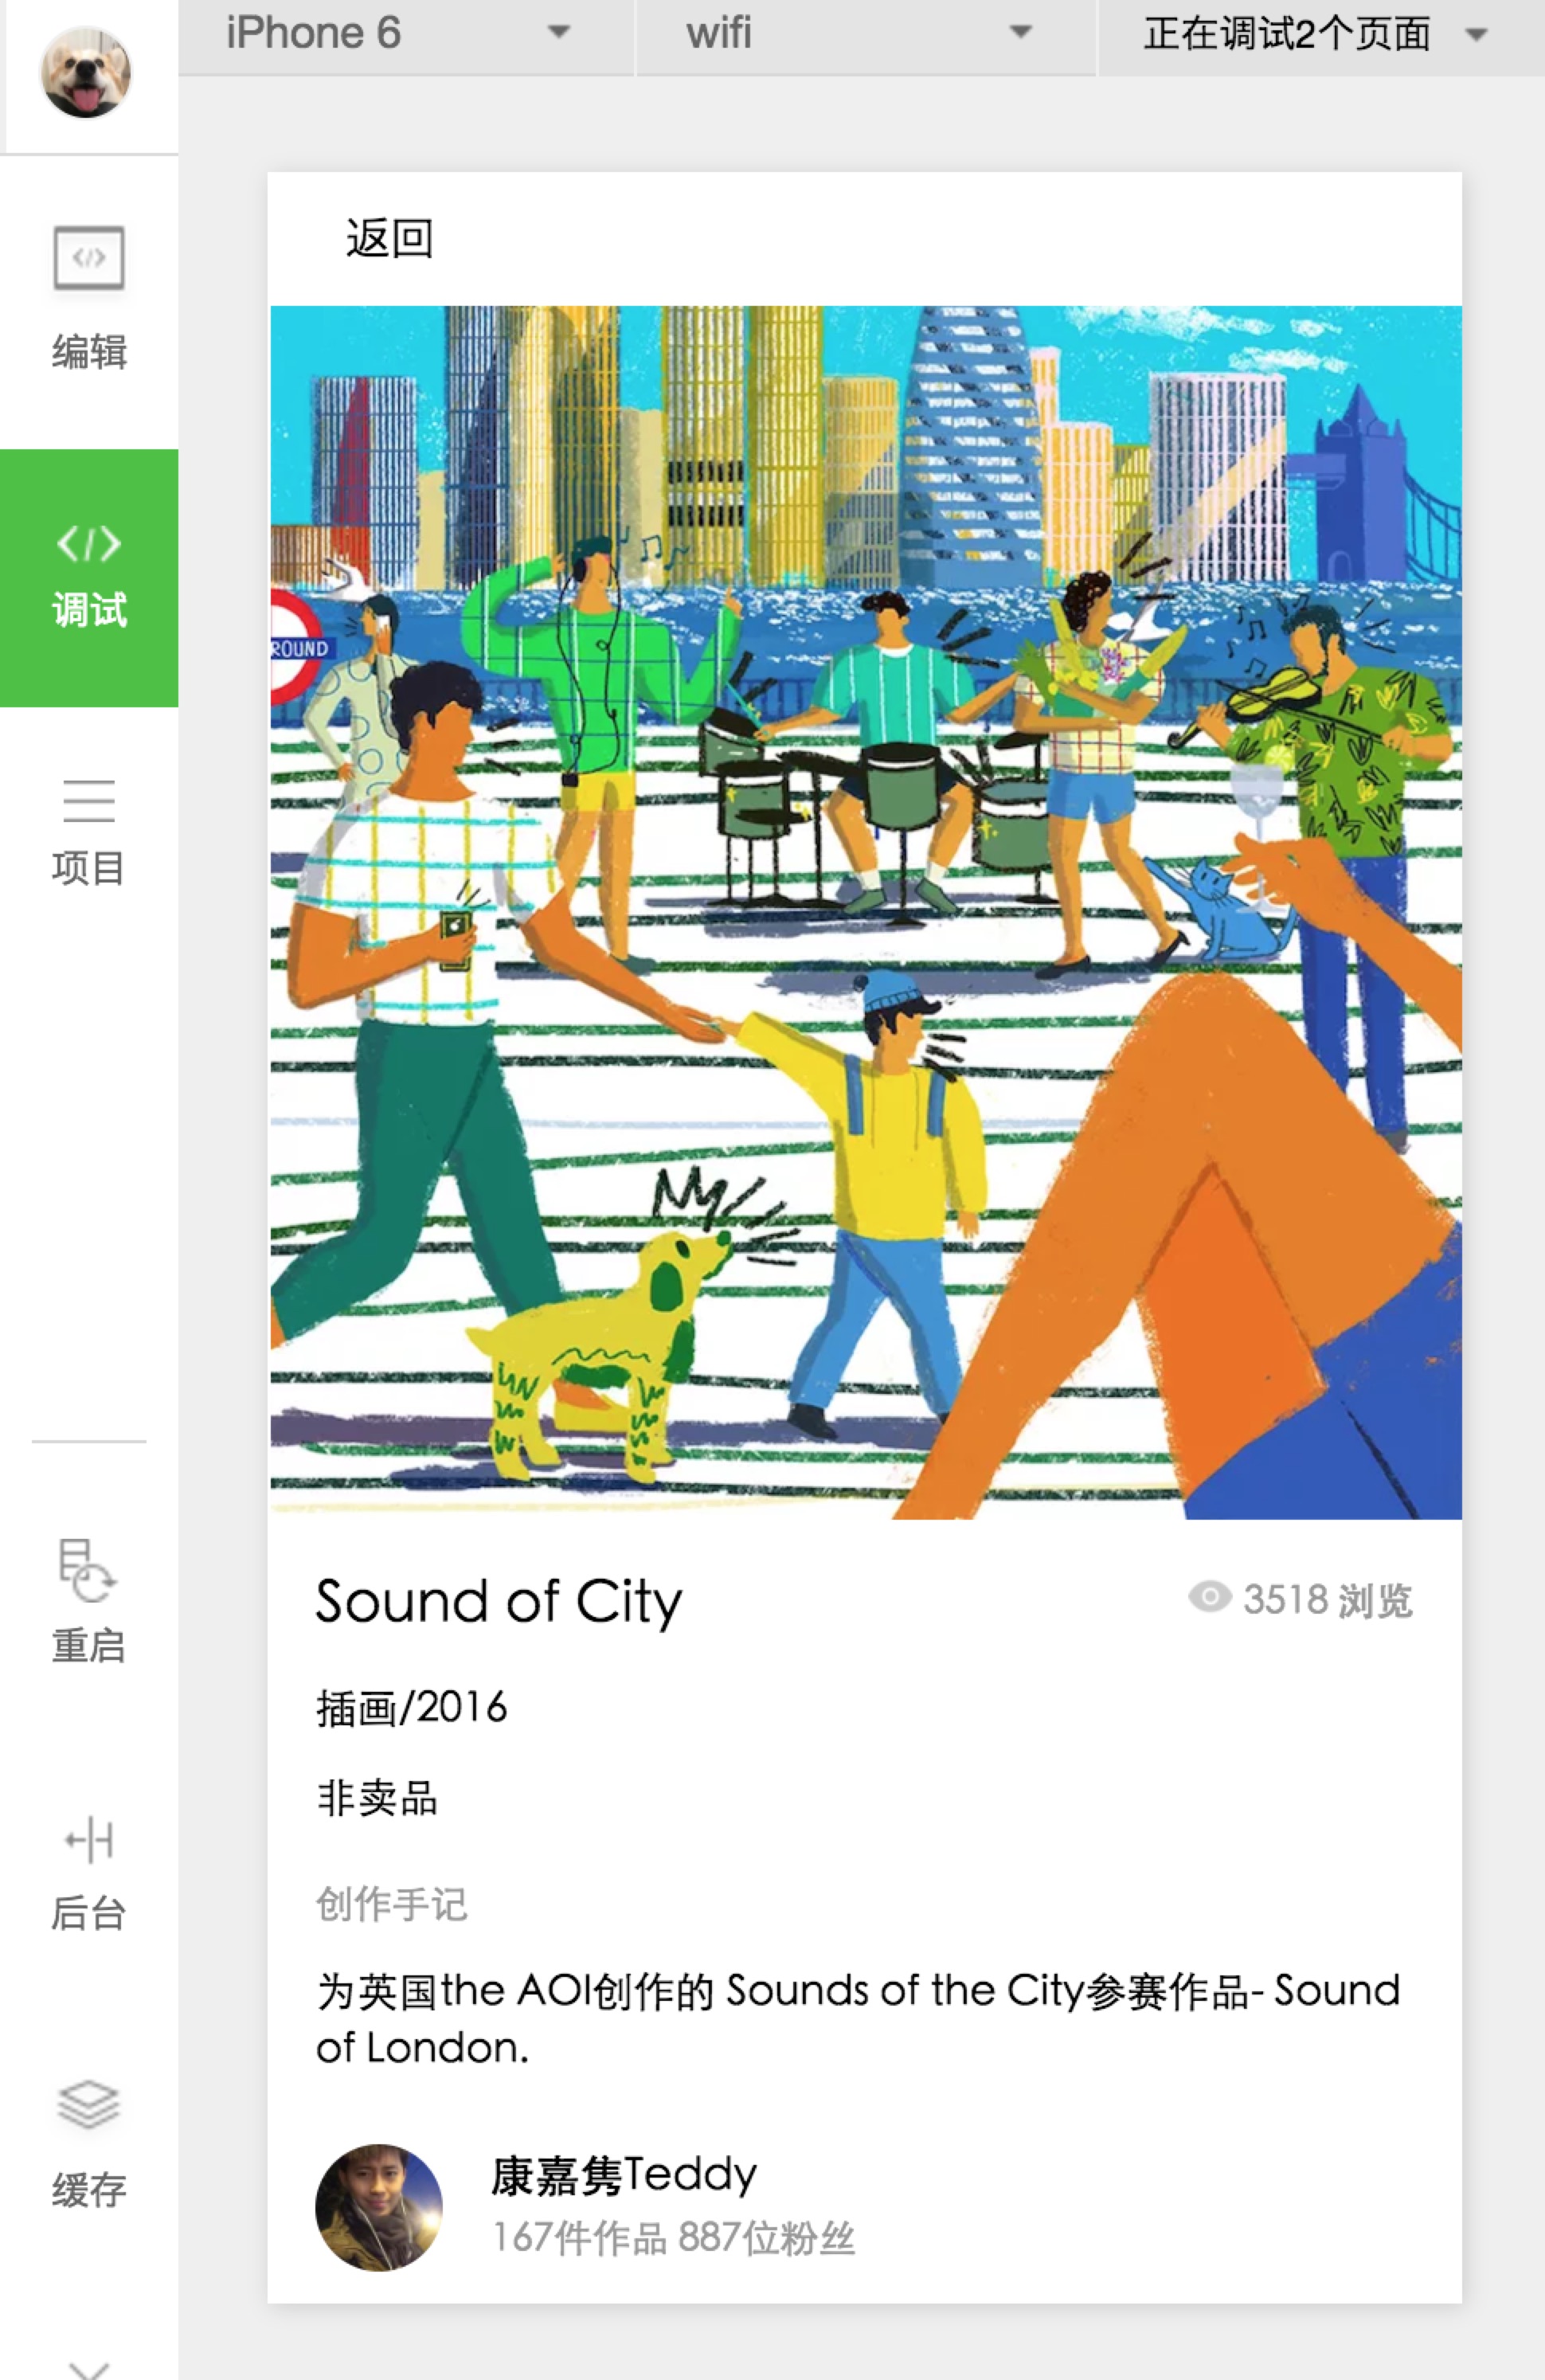 iPhone 6
wifi
正在调试2个页面
编辑
调试
项目
重启
后台
缓存
返回
ROUND
Sound of City
3518 浏览
插画/2016
非卖品
创作手记
为英国the AOI创作的 Sounds of the City参赛作品- Sound
of London.
康嘉隽Teddy
167件作品 887位粉丝